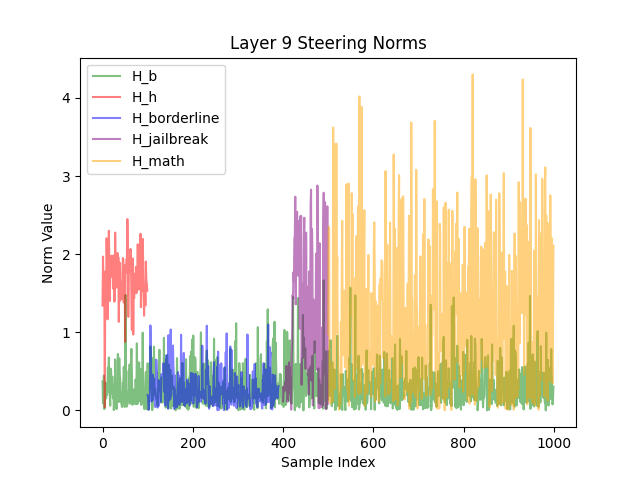 Layer 9 Steering Norms
H_b
H_h
H_borderline
H_jailbreak
H_math
Norm Value
4
3
2
1
0
0 200 400 600 800 1000
Sample Index